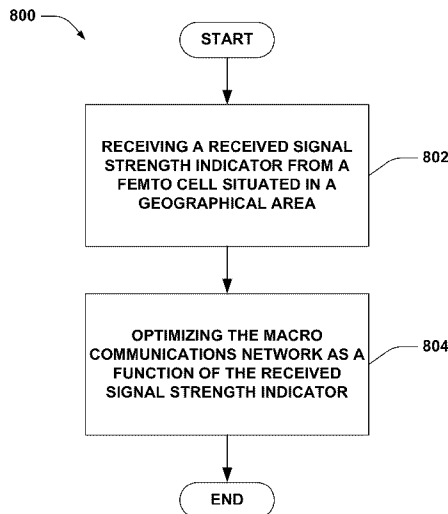 800
START
RECEIVING A RECEIVED SIGNAL
STRENGTH INDICATOR FROM A
FEMTO CELL SITUATED IN A
GEOGRAPHICAL AREA
802
OPTIMIZING THE MACRO
COMMUNICATIONS NETWORK AS A
FUNCTION OF THE RECEIVED
SIGNAL STRENGTH INDICATOR
804
END